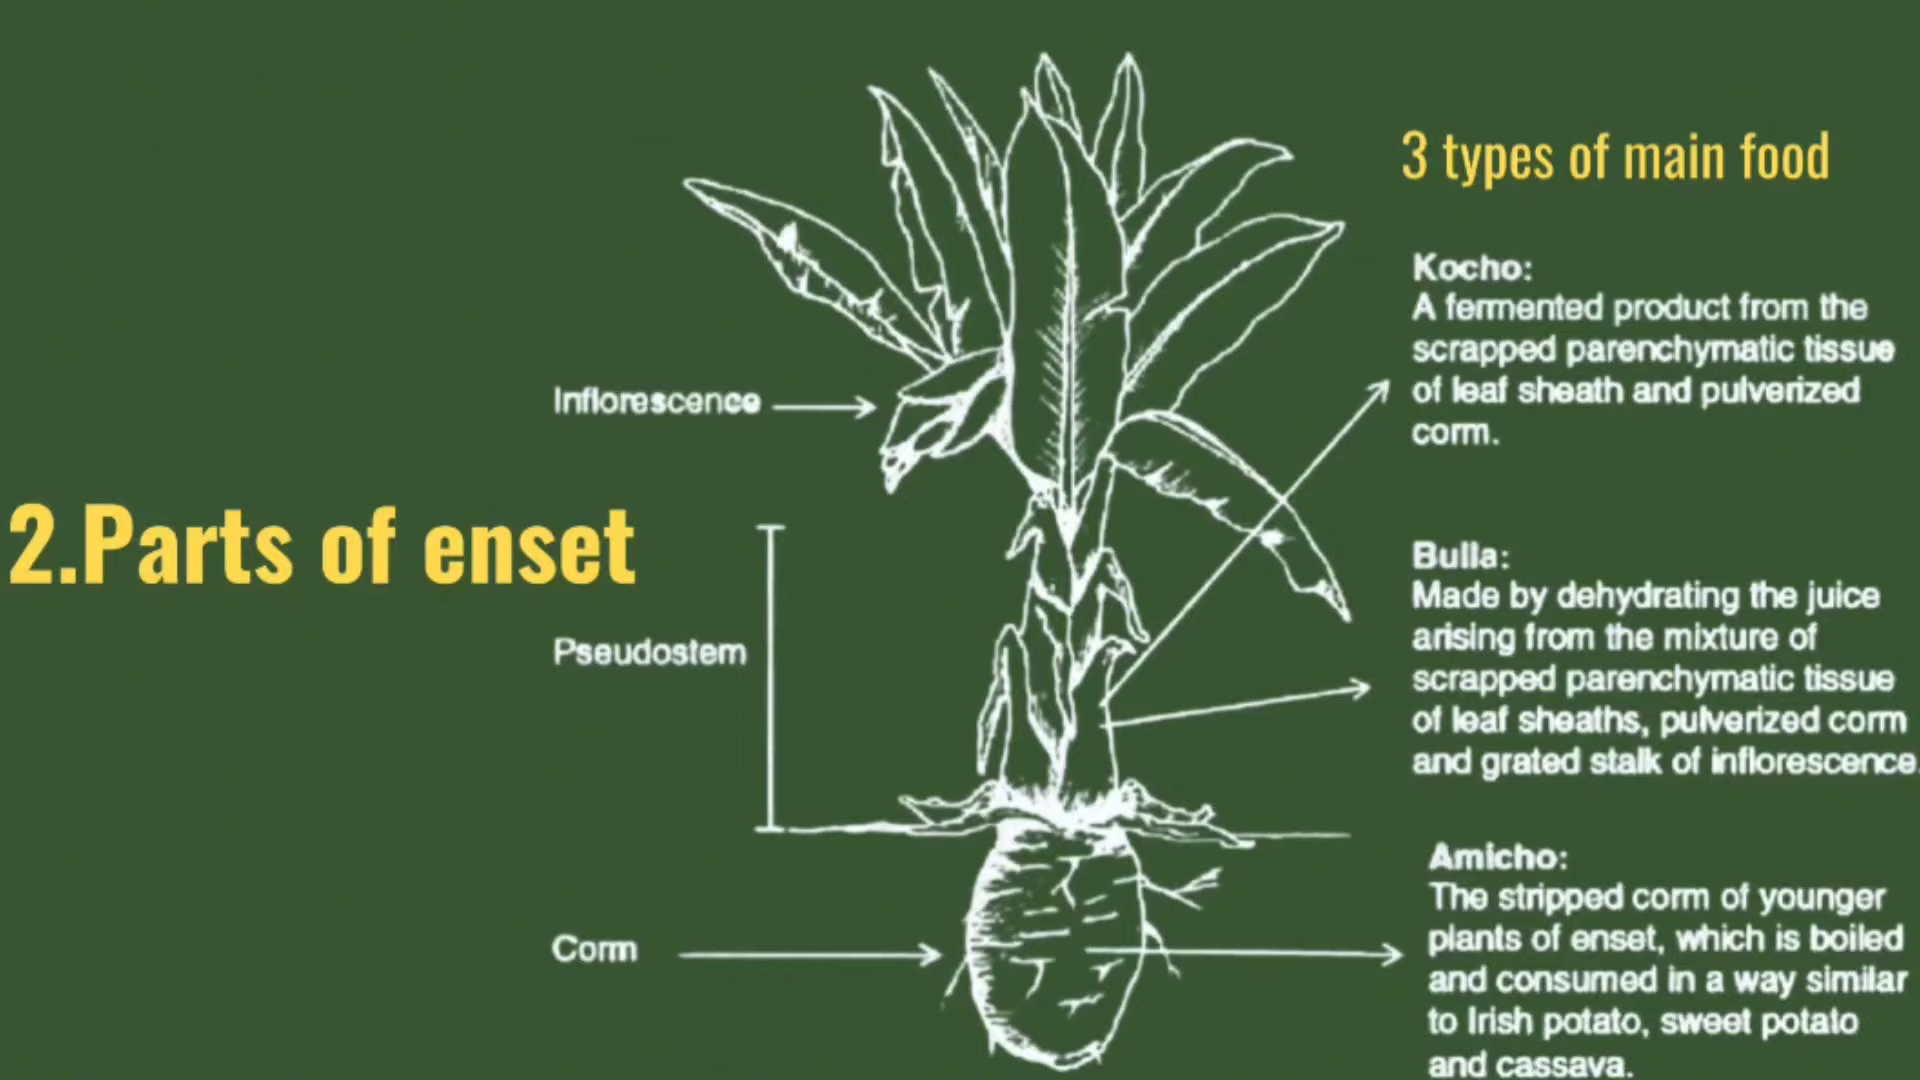 2.Parts of enset
Inflorescence
Pseudostem
Corm
3 types of main food
Kocho:
A fermented product from the
scrapped parenchymatic tissue
of leaf sheath and pulverized
corm.
Bulla:
Made by dehydrating the juice
arising from the mixture of
scrapped parenchymatic tissue
of leaf sheaths, pulverized corm
and grated stalk of inflorescence.
Amicho:
The stripped corm of younger
plants of enset, which is boiled
and consumed in a way similar
to Irish potato, sweet potato
and cassava.